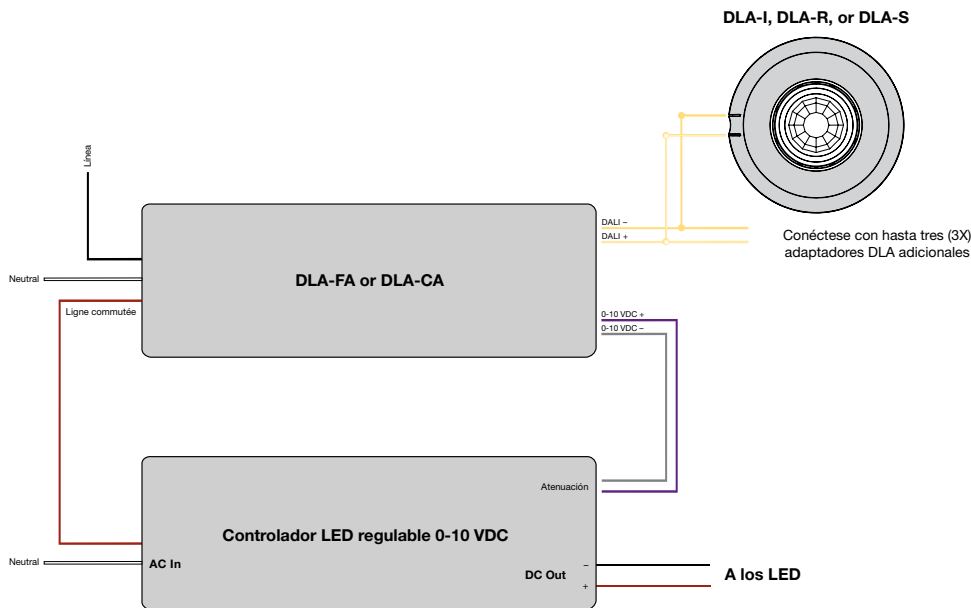 DLA-I, DLA-R, or DLA-S
Línea
DALI –
DALI +
Conéctese con hasta tres (3X)
adaptadores DLA adicionales
Neutral
DLA-FA or DLA-CA
Ligne commutée
0-10 VDC +
0-10 VDC –
Atenuación
Controlador LED regulable 0-10 VDC
Neutral
AC In
DC Out
–
+
A los LED